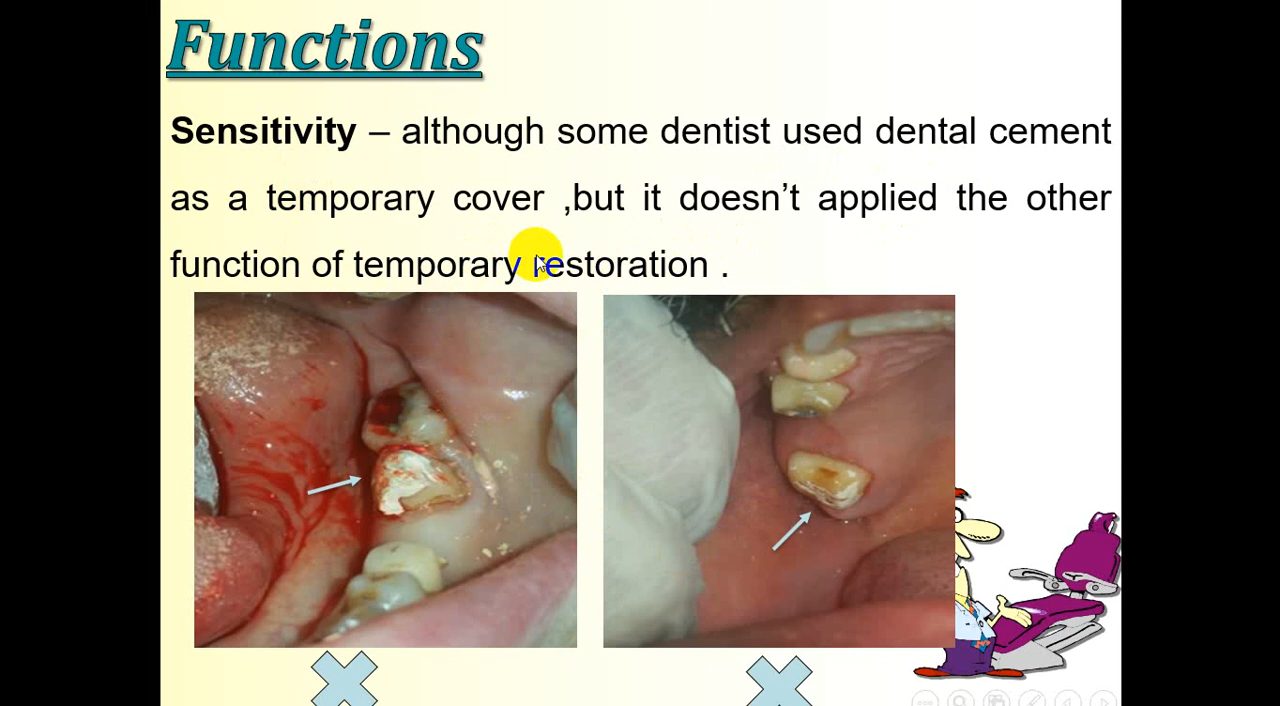 Functions
Sensitivity – although some dentist used dental cement
as a temporary cover ,but it doesn’t applied the other
function of temporary restoration .